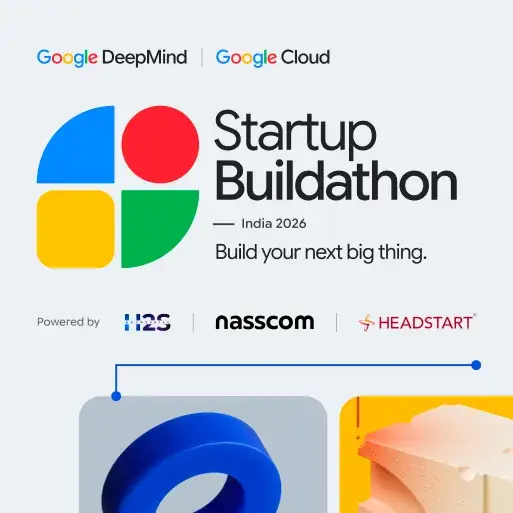 Google DeepMind | Google Cloud
Startup
Buildathon
— India 2026
Build your next big thing.
Powered by H2S | nasscom | HEADSTART